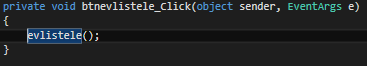 private void btnevlistele_Click(object sender, EventArgs e)
{
evlistele();
}